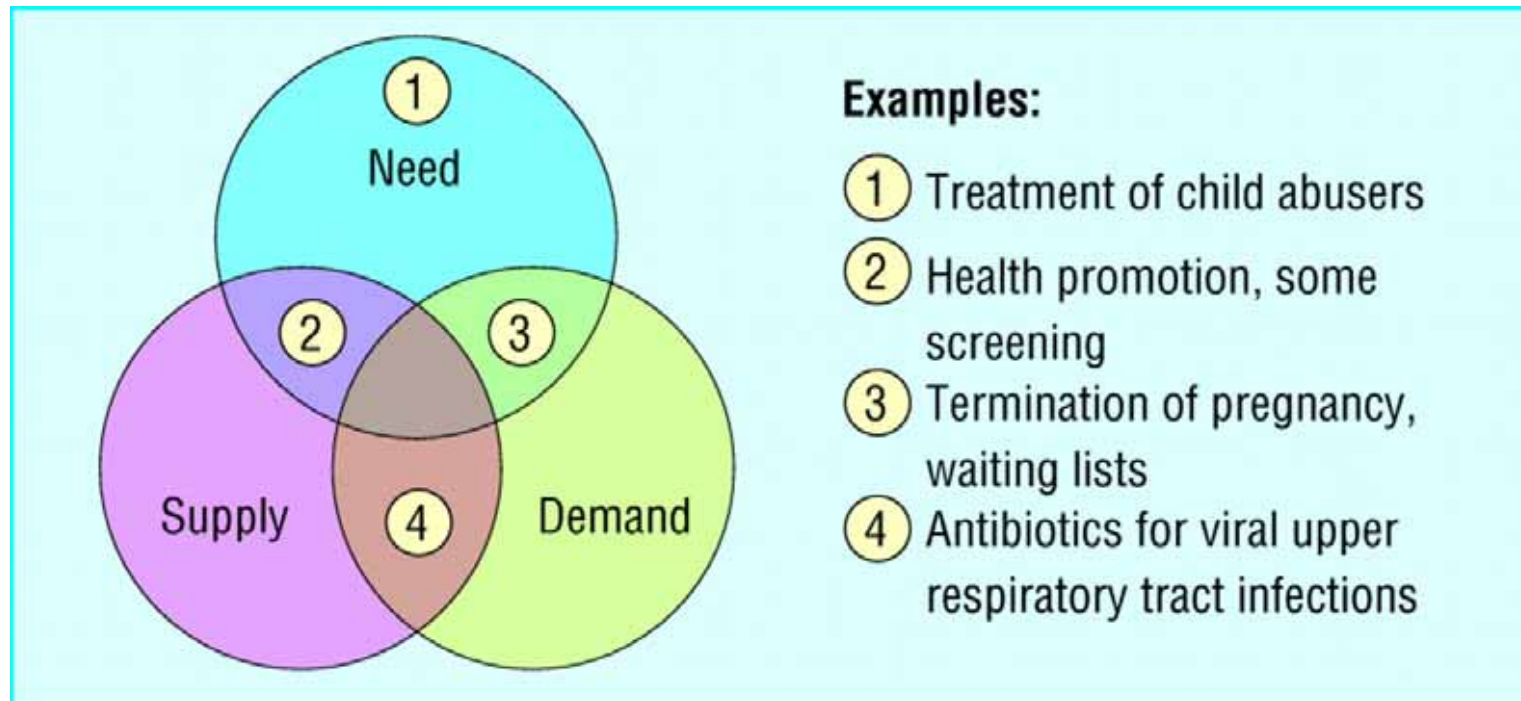 1
Need
2
3
Supply
4
Demand
Examples:
1 Treatment of child abusers
2 Health promotion, some
screening
3 Termination of pregnancy,
waiting lists
4 Antibiotics for viral upper
respiratory tract infections